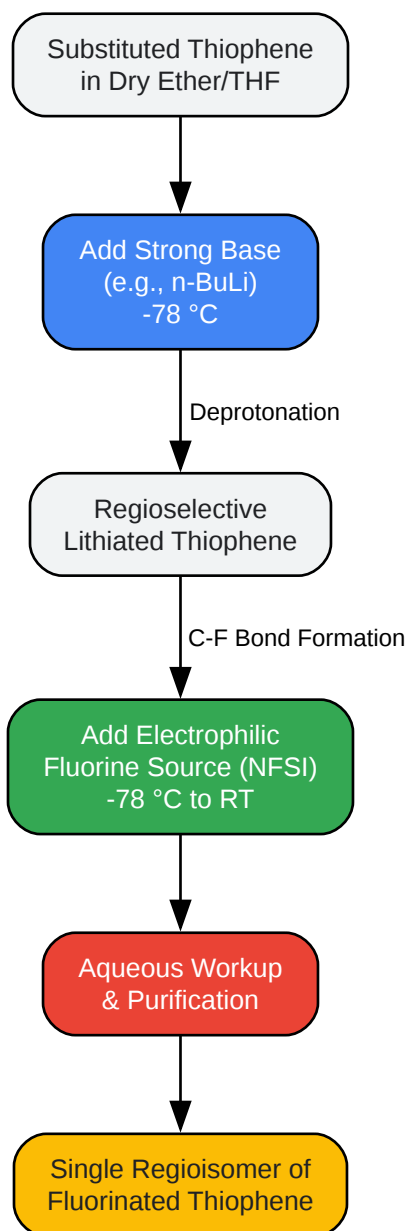 Substituted Thiophene
in Dry Ether/THF
Add Strong Base
(e.g., n-BuLi)
-78 °C
Deprotonation
Regioselective
Lithiated Thiophene
C-F Bond Formation
Add Electrophilic
Fluorine Source (NFSI)
-78 °C to RT
Aqueous Workup
& Purification
Single Regioisomer of
Fluorinated Thiophene